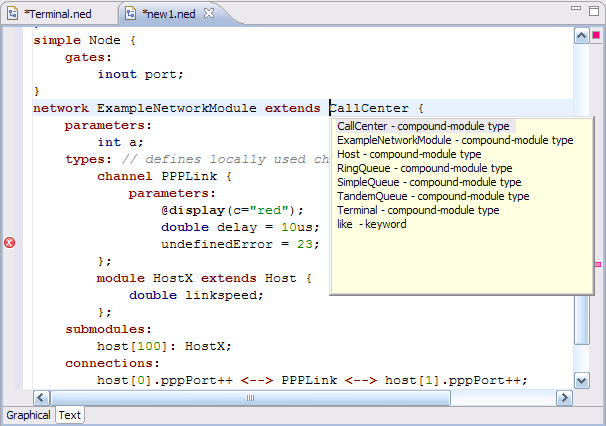 *Terminal.ned
*new1.ned
simple Node {
gates:
inout port;
}
network ExampleNetworkModule extends CallCenter {
parameters:
int a;
types: // defines locally used ch
channel PPPLink {
parameters:
@display(c="red");
double delay = 10us;
undefinedError = 23;
};
module HostX extends Host {
double linkspeed;
};
submodules:
host[100]: HostX;
connections:
host[0].pppPort++ <--> PPPLink <--> host[1].pppPort++;
CallCenter - compound-module type
ExampleNetworkModule - compound-module type
Host - compound-module type
RingQueue - compound-module type
SimpleQueue - compound-module type
TandemQueue - compound-module type
Terminal - compound-module type
like - keyword
Graphical
Text